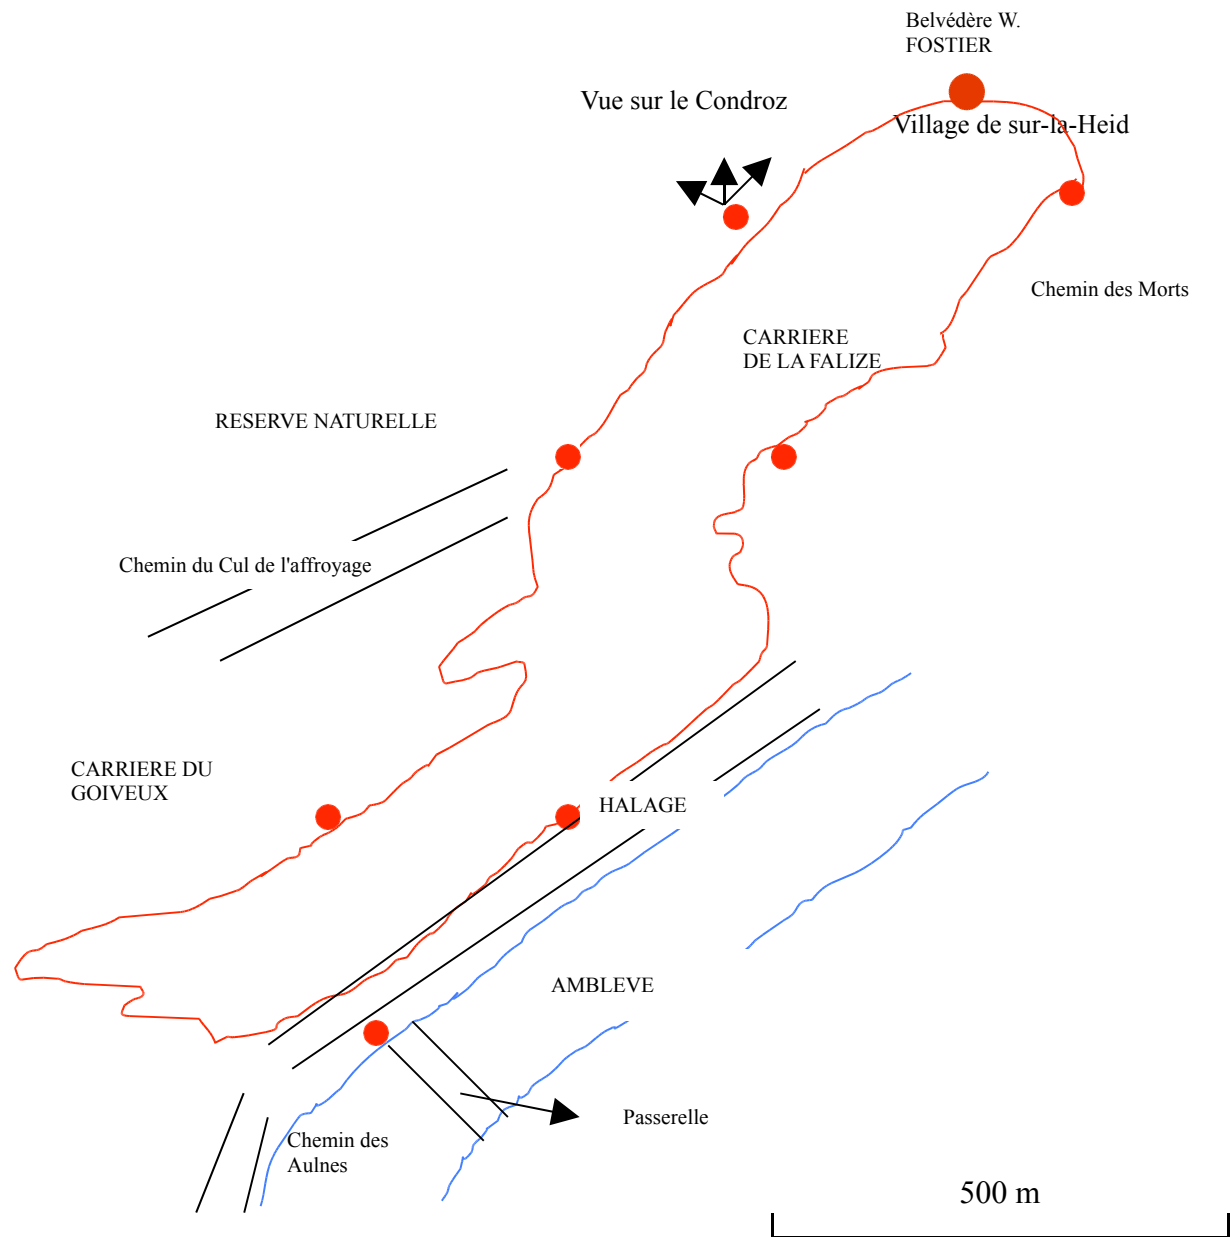 Belvédère W.
FOSTIER
Vue sur le Condroz
Village de sur-la-Heid
Chemin des Morts
CARRIERE
DE LA FALIZE
RESERVE NATURELLE
Chemin du Cul de l'affroyage
CARRIERE DU
GOIVEUX
HALAGE
AMBLEVE
Passerelle
Chemin des
Aulnes
500 m